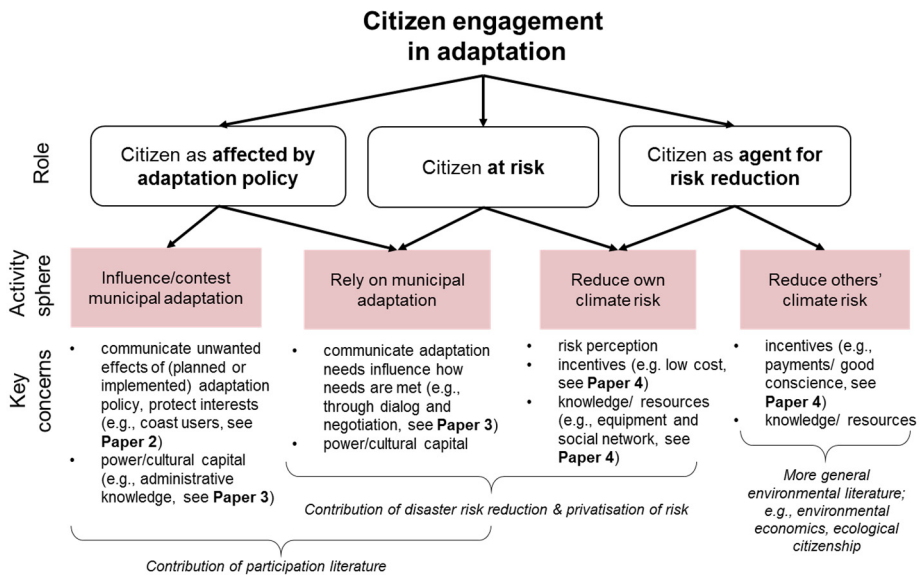 Citizen engagement
in adaptation
Role
Citizen as affected by
adaptation policy
Citizen at risk
Citizen as agent for
risk reduction
Activity
sphere
Influence/contest
municipal adaptation
Rely on municipal
adaptation
Reduce own
climate risk
Reduce others'
climate risk
Key
concerns
• communicate unwanted
effects of (planned or
implemented) adaptation
policy, protect interests
(e.g., coast users, see
Paper 2)
• power/cultural capital
(e.g., administrative
knowledge, see Paper 3)
• communicate adaptation
needs influence how
needs are met (e.g.,
through dialog and
negotiation, see Paper 3)
• power/cultural capital
• risk perception
• incentives (e.g. low cost,
see Paper 4)
• knowledge/ resources
(e.g., equipment and
social network, see
Paper 4)
• incentives (e.g.,
payments/ good
conscience, see
Paper 4)
• knowledge/ resources
Contribution of disaster risk reduction & privatisation of risk
More general
environmental literature;
e.g., environmental
economics, ecological
citizenship
Contribution of participation literature